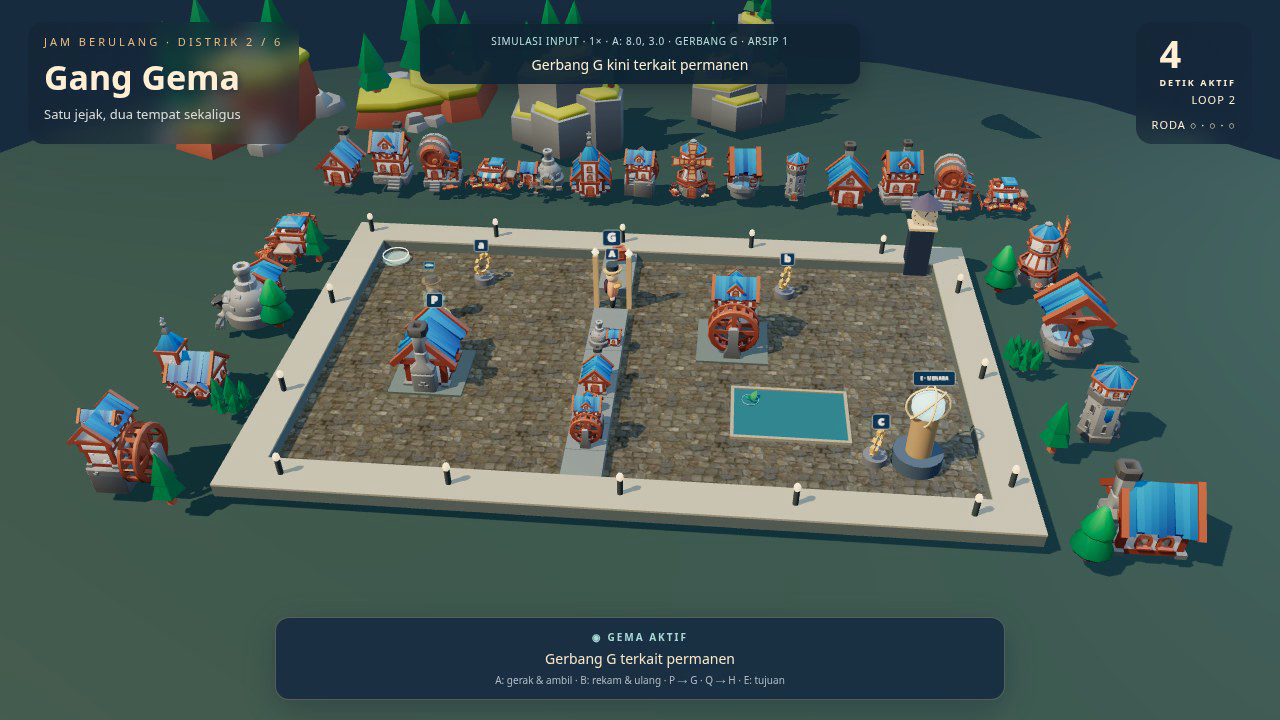 JAM BERULANG · DISTRIK 2 / 6
Gang Gema
Satu jejak, dua tempat sekaligus
SIMULASI INPUT · 1× · A: 8.0, 3.0 · GERBANG G · ARSIP 1
Gerbang G kini terkait permanen
4
DETIK AKTIF
LOOP 2
RODA ○ · ○ · ○
G
A
a
b
P
C
◉ GEMA AKTIF
Gerbang G terkait permanen
A: gerak & ambil · B: rekam & ulang · P → G · Q → H · E: tujuan